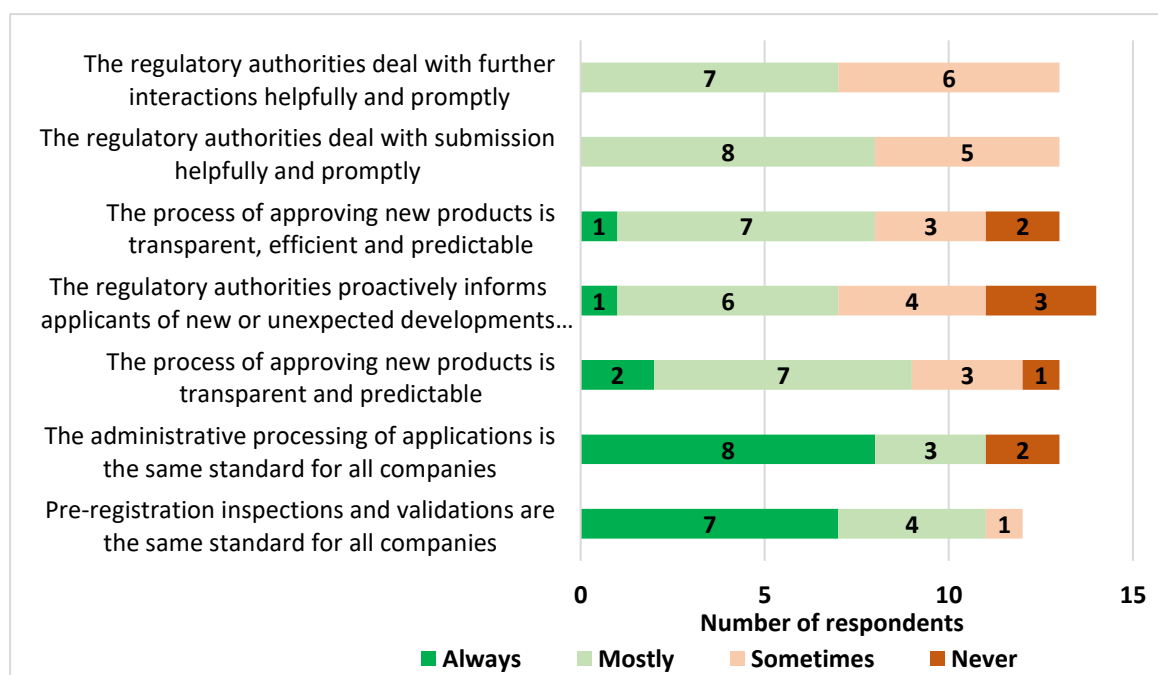 The regulatory authorities deal with further
interactions helpfully and promptly
7 6
The regulatory authorities deal with submission
helpfully and promptly
8 5
The process of approving new products is
transparent, efficient and predictable
1 7 3 2
The regulatory authorities proactively informs
applicants of new or unexpected developments...
1 6 4 3
The process of approving new products is
transparent and predictable
2 7 3 1
The administrative processing of applications is
the same standard for all companies
8 3 2
Pre-registration inspections and validations are
the same standard for all companies
7 4 1
0 5 10 15
Number of respondents
Always Mostly Sometimes Never